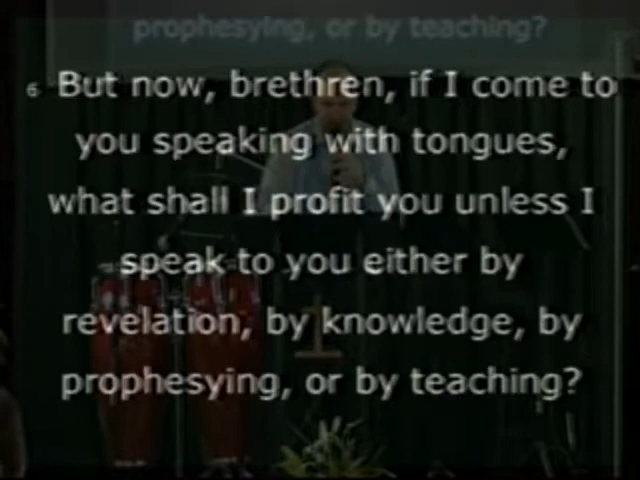 prophesying, or by teaching?
6 But now, brethren, if I come to
you speaking with tongues,
what shall I profit you unless I
speak to you either by
revelation, by knowledge, by
prophesying, or by teaching?